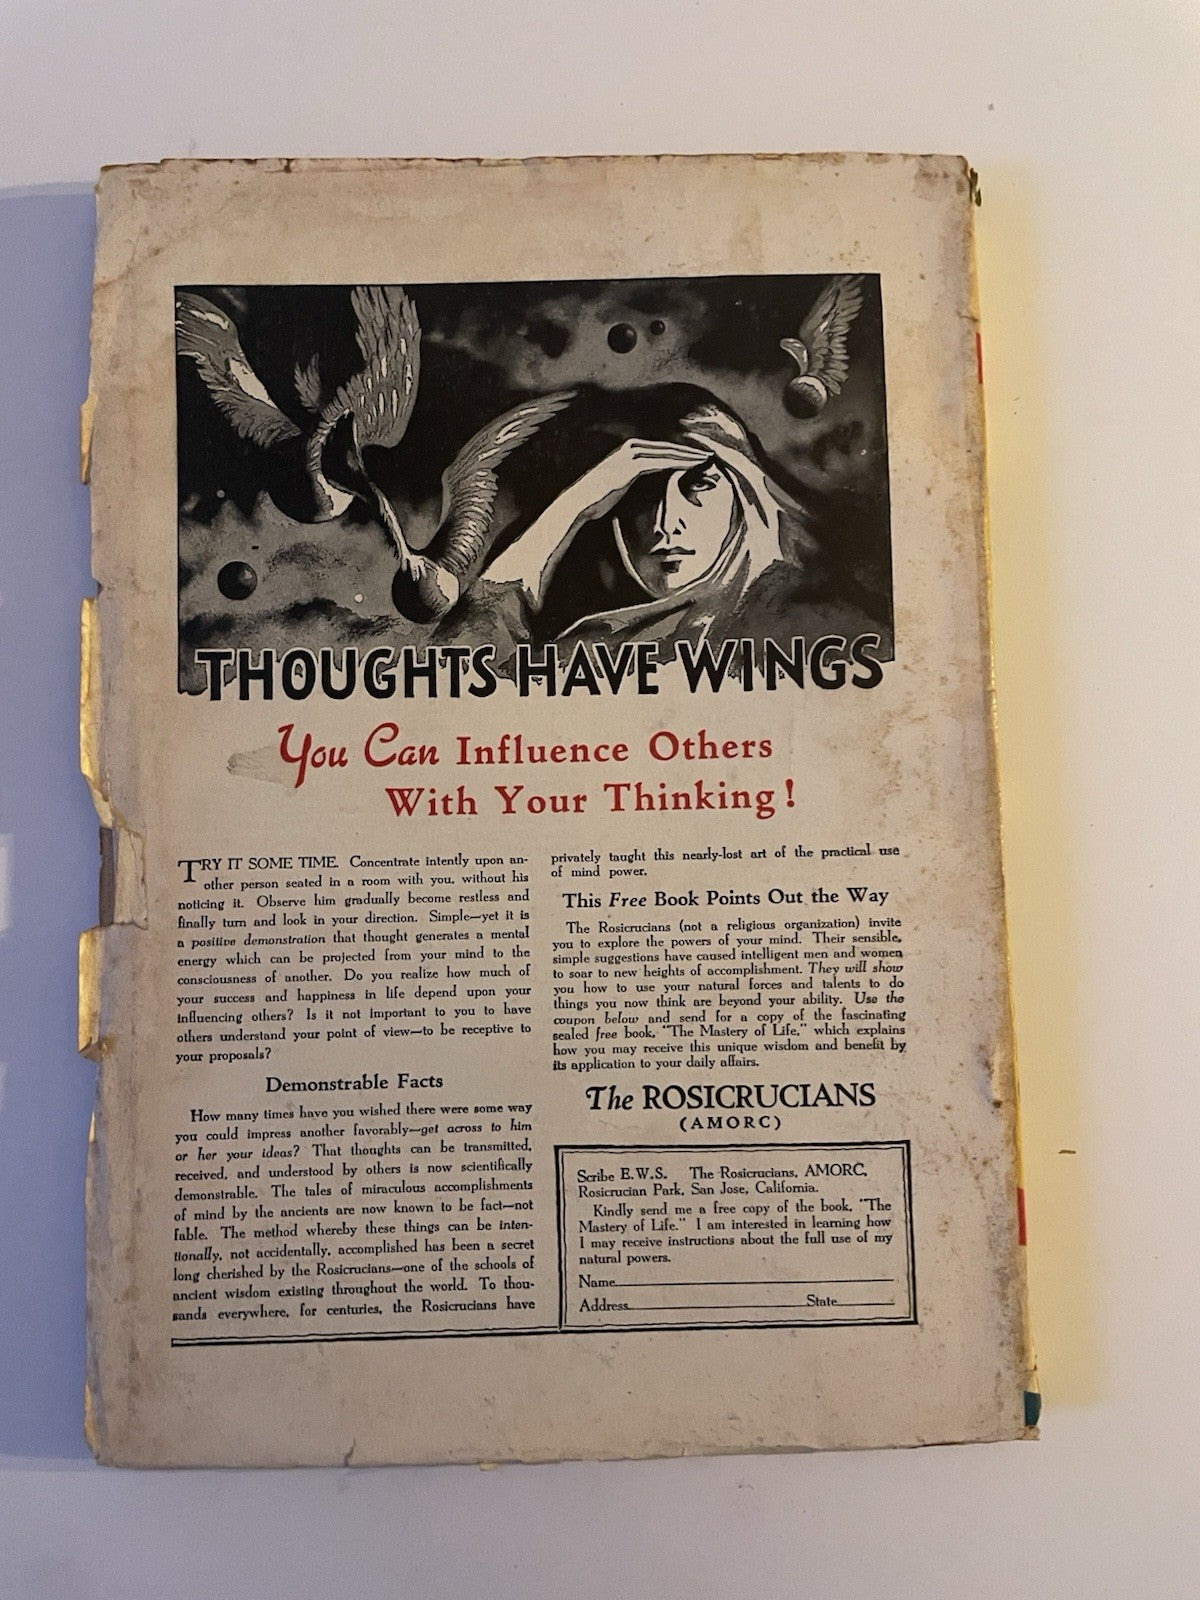 THOUGHTS HAVE WINGS
You Can Influence Others
With Your Thinking!
TRY IT SOME TIME. Concentrate intently upon an-
other person seated in a room with you, without his
noticing it. Observe him gradually become restless and
finally turn and look in your direction. Simple—yet it is
a positive demonstration that thought generates a mental
energy which can be projected from your mind to the
consciousness of another. Do you realize how much of
your success and happiness in life depend upon your
influencing others? Is it not important to you to have
others understand your point of view—to be receptive to
your proposals?
Demonstrable Facts
How many times have you wished there were some way
you could impress another favorably—get across to him
or her your ideas? That thoughts can be transmitted,
received, and understood by others is now scientifically
demonstrable. The tales of miraculous accomplishments
of mind by the ancients are now known to be fact—not
fable. The method whereby these things can be inten-
tionally, not accidentally, accomplished has been a secret
long cherished by the Rosicrucians—one of the schools of
ancient wisdom existing throughout the world. To thou-
sands everywhere, for centuries, the Rosicrucians have
privately taught this nearly-lost art of the practical use
of mind power.
This Free Book Points Out the Way
The Rosicrucians (not a religious organization) invite
you to explore the powers of your mind. Their sensible,
simple suggestions have caused intelligent men and women
to soar to new heights of accomplishment. They will show
you how to use your natural forces and talents to do
things you now think are beyond your ability. Use the
coupon below and send for a copy of the fascinating
sealed free book, "The Mastery of Life," which explains
how you may receive this unique wisdom and benefit by
its application to your daily affairs.
The ROSICRUCIANS
(AMORC)
Scribe E.W.S. The Rosicrucians, AMORC,
Rosicrucian Park, San Jose, California.
Kindly send me a free copy of the book, "The
Mastery of Life." I am interested in learning how
I may receive instructions about the full use of my
natural powers.
Name
Address State